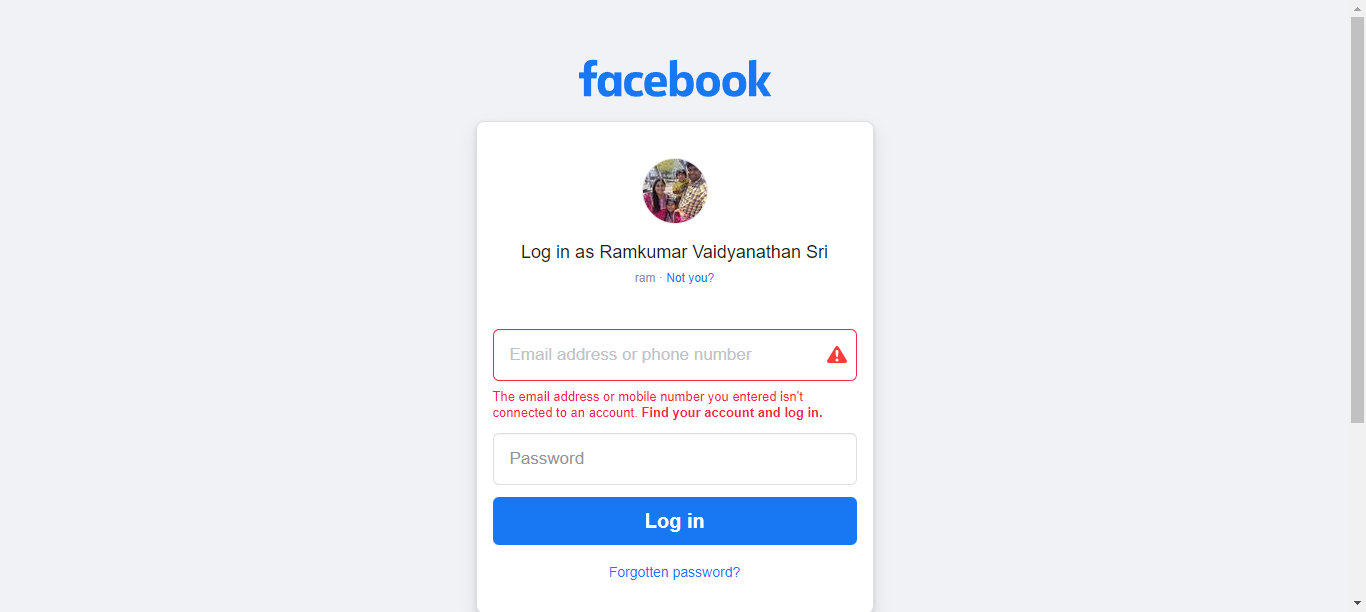 facebook
Log in as Ramkumar Vaidyanathan Sri
ram · Not you?
Email address or phone number
The email address or mobile number you entered isn't
connected to an account. Find your account and log in.
Password
Log in
Forgotten password?